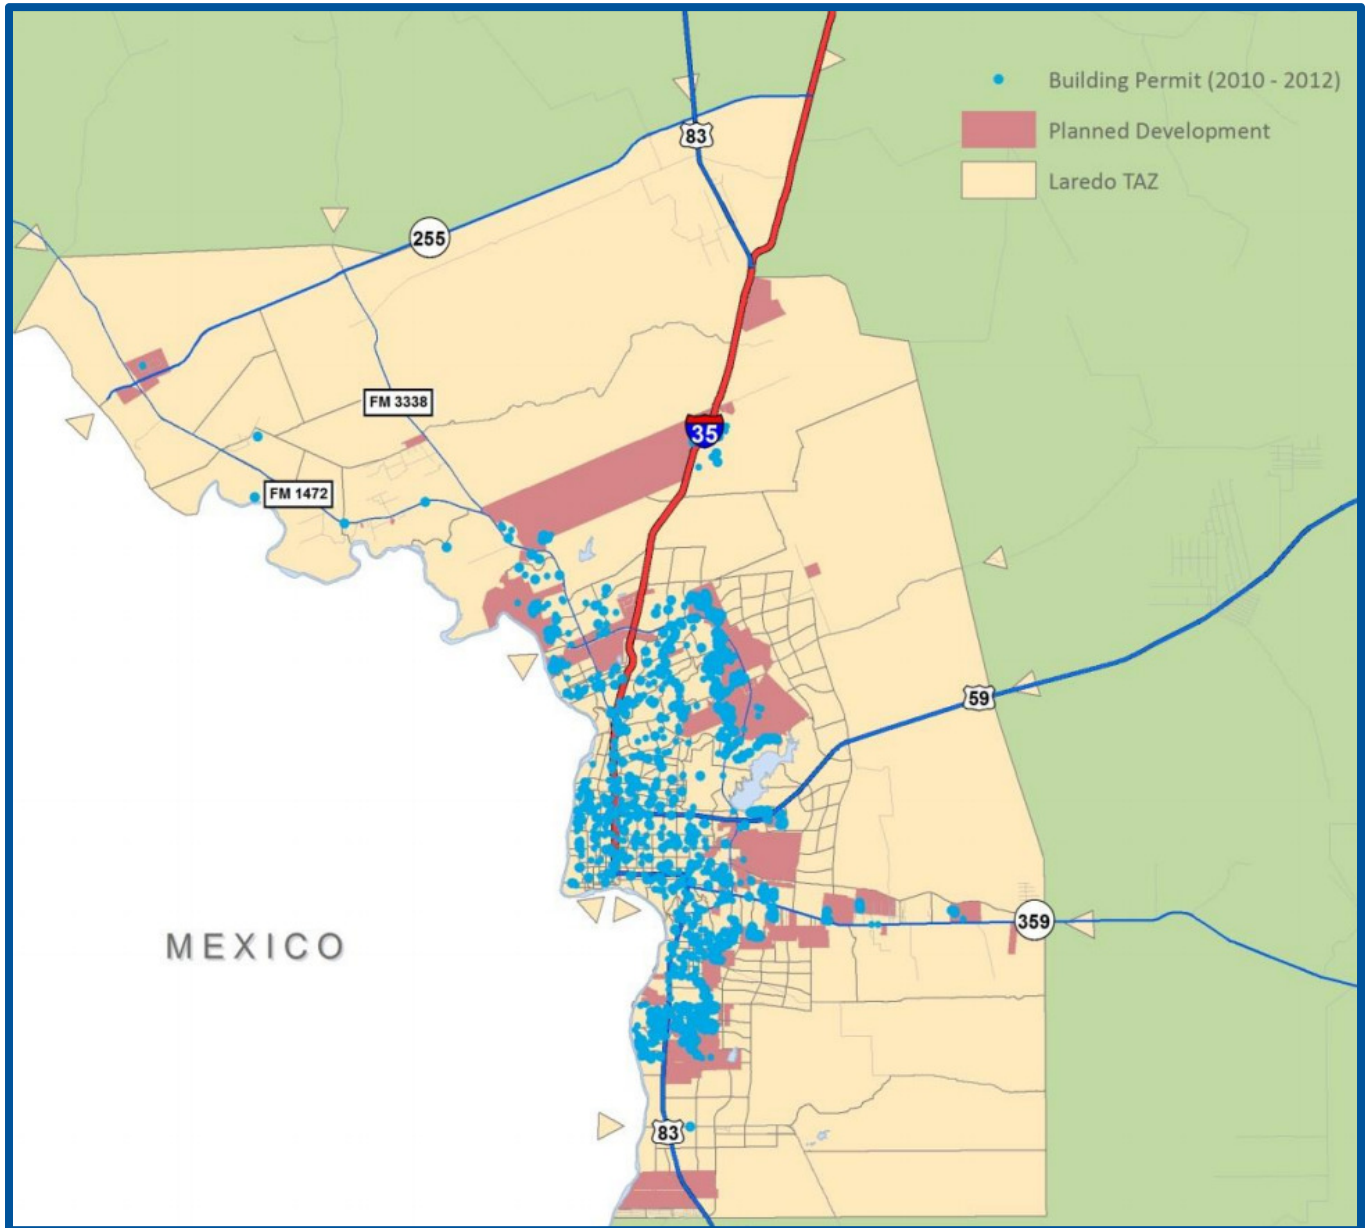 Building Permit (2010 - 2012)
Planned Development
Laredo TAZ
83
255
FM 3338
35
FM 1472
59
359
MEXICO
83